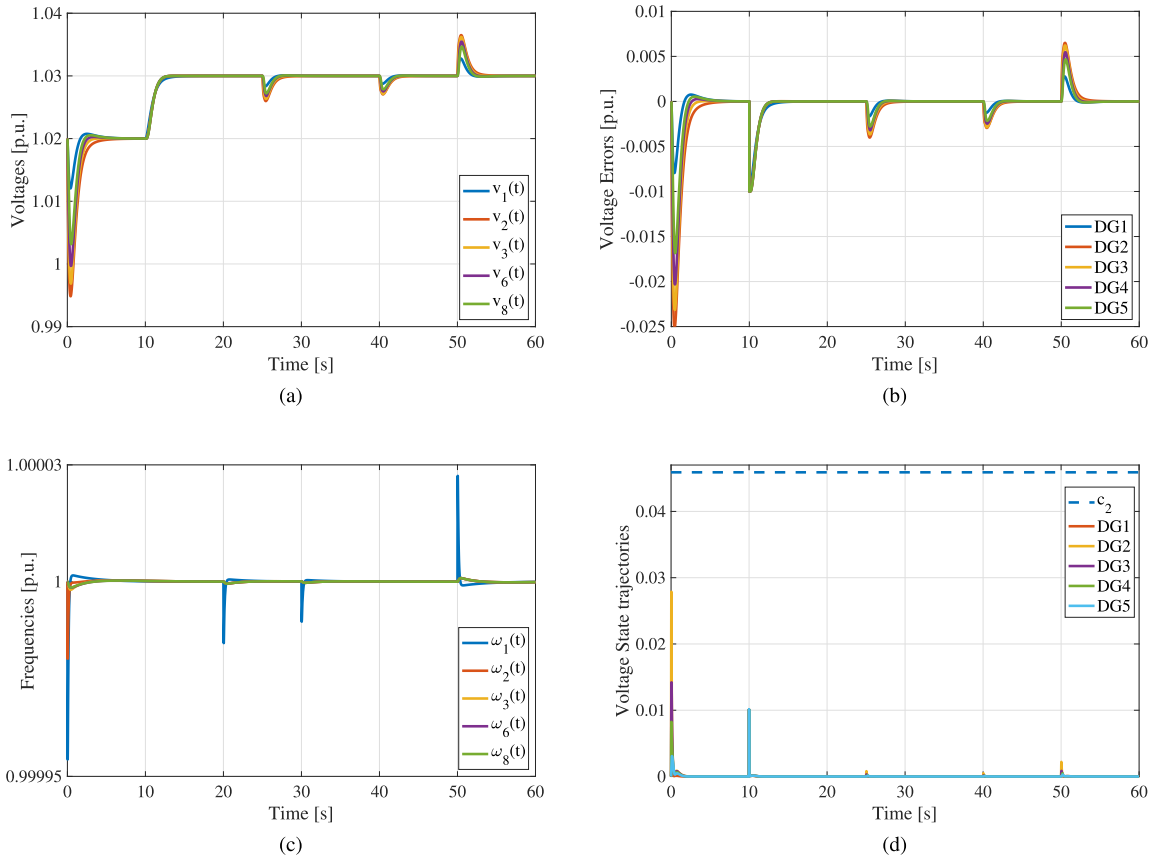 1.04
1.03
1.02
1.01
1
0.99
Voltages [p.u.]
v1(t)
v2(t)
v3(t)
v6(t)
v8(t)
0 10 20 30 40 50 60
Time [s]
(a)
0.01
0.005
0
-0.005
-0.01
-0.015
-0.02
-0.025
Voltage Errors [p.u.]
DG1
DG2
DG3
DG4
DG5
0 10 20 30 40 50 60
Time [s]
(b)
1.00003
1
0.99995
Frequencies [p.u.]
ω1(t)
ω2(t)
ω3(t)
ω6(t)
ω8(t)
0 10 20 30 40 50 60
Time [s]
(c)
0.04
0.03
0.02
0.01
0
Voltage State trajectories
c2
DG1
DG2
DG3
DG4
DG5
0 10 20 30 40 50 60
Time [s]
(d)